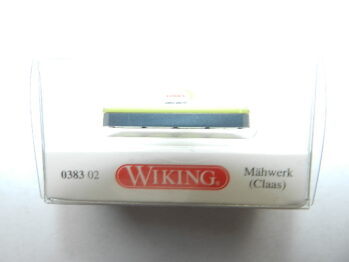 0383 02
WIKING®
Mähwerk
(Claas)